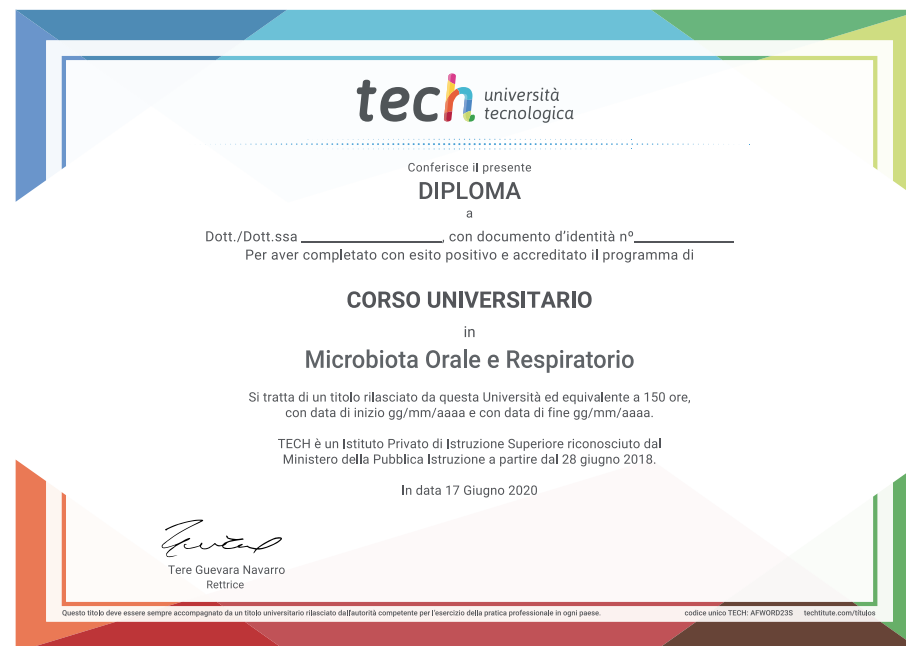 tech università
tecnologica
Conferisce il presente
DIPLOMA
a
Dott./Dott.ssa ____________________, con documento d'identità nº______________
Per aver completato con esito positivo e accreditato il programma di
CORSO UNIVERSITARIO
in
Microbiota Orale e Respiratorio
Si tratta di un titolo rilasciato da questa Università ed equivalente a 150 ore,
con data di inizio gg/mm/aaaa e con data di fine gg/mm/aaaa.
TECH è un Istituto Privato di Istruzione Superiore riconosciuto dal
Ministero della Pubblica Istruzione a partire dal 28 giugno 2018.
In data 17 Giugno 2020
Tere Guevara Navarro
Rettrice
Questo titolo deve essere sempre accompagnato da un titolo universitario rilasciato dall'autorità competente per l'esercizio della pratica professionale in ogni paese. codice unico TECH: AFWORD23S techtitute.com/titulos